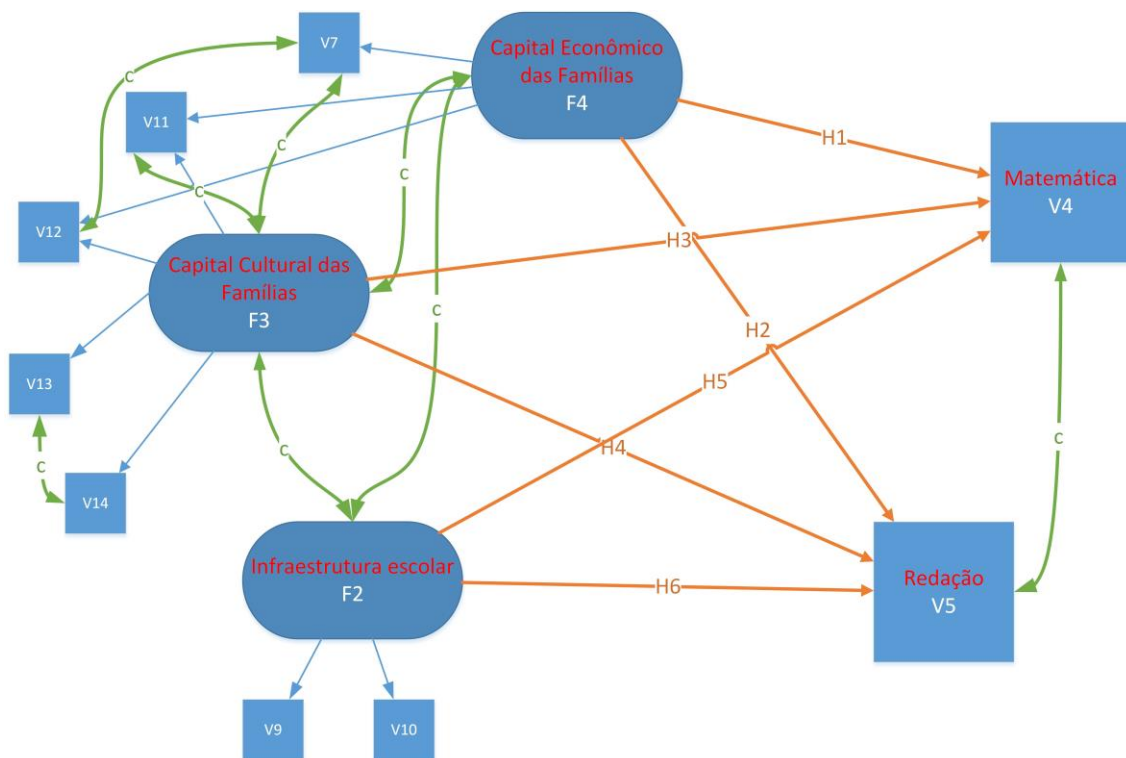 V7
Capital Econômico
das Famílias
F4
c
V11
c
c
H1
c
Matemática
V4
V12
c
Capital Cultural das
Famílias
F3
H3
c
H2
V13
H5
c
c
H4
c
V14
Infraestrutura escolar
F2
H6
Redação
V5
V9
V10